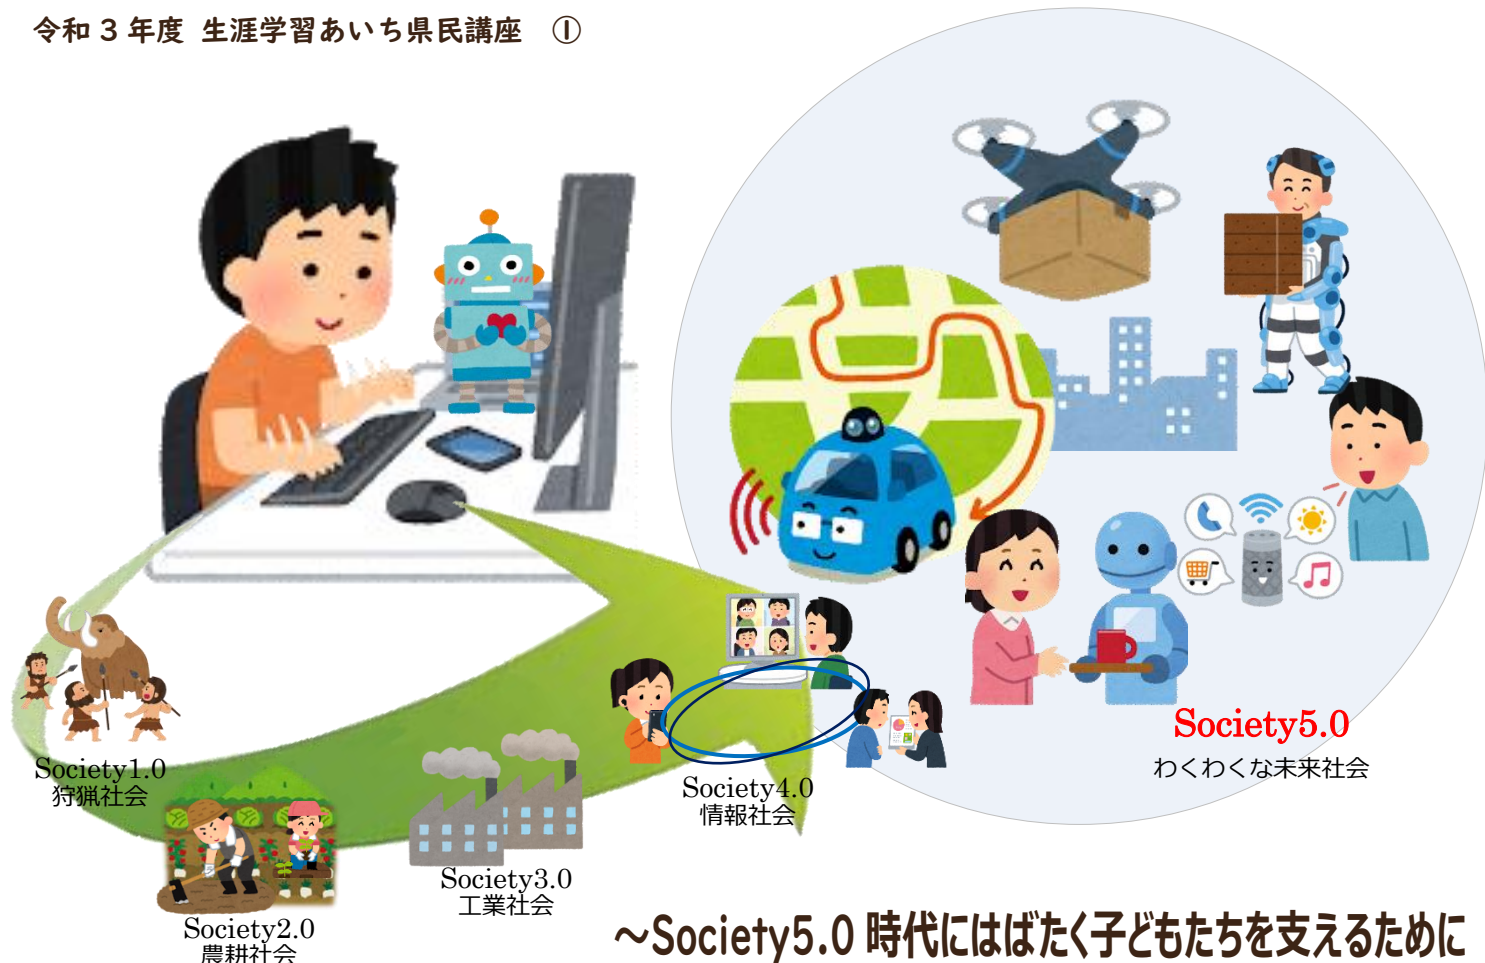 令和３年度 生涯学習あいち県民講座 ①
Society1.0
狩猟社会
Society2.0
農耕社会
Society3.0
工業社会
Society4.0
情報社会
Society5.0
わくわくな未来社会
～Society5.0 時代にはばたく子どもたちを支えるために